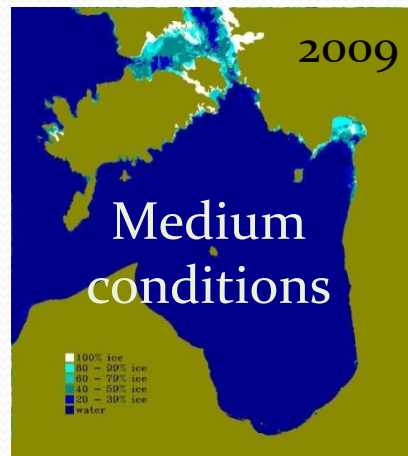 2009
Medium
conditions
100% ice
80 - 99% ice
60 - 79% ice
40 - 59% ice
20 - 39% ice
water